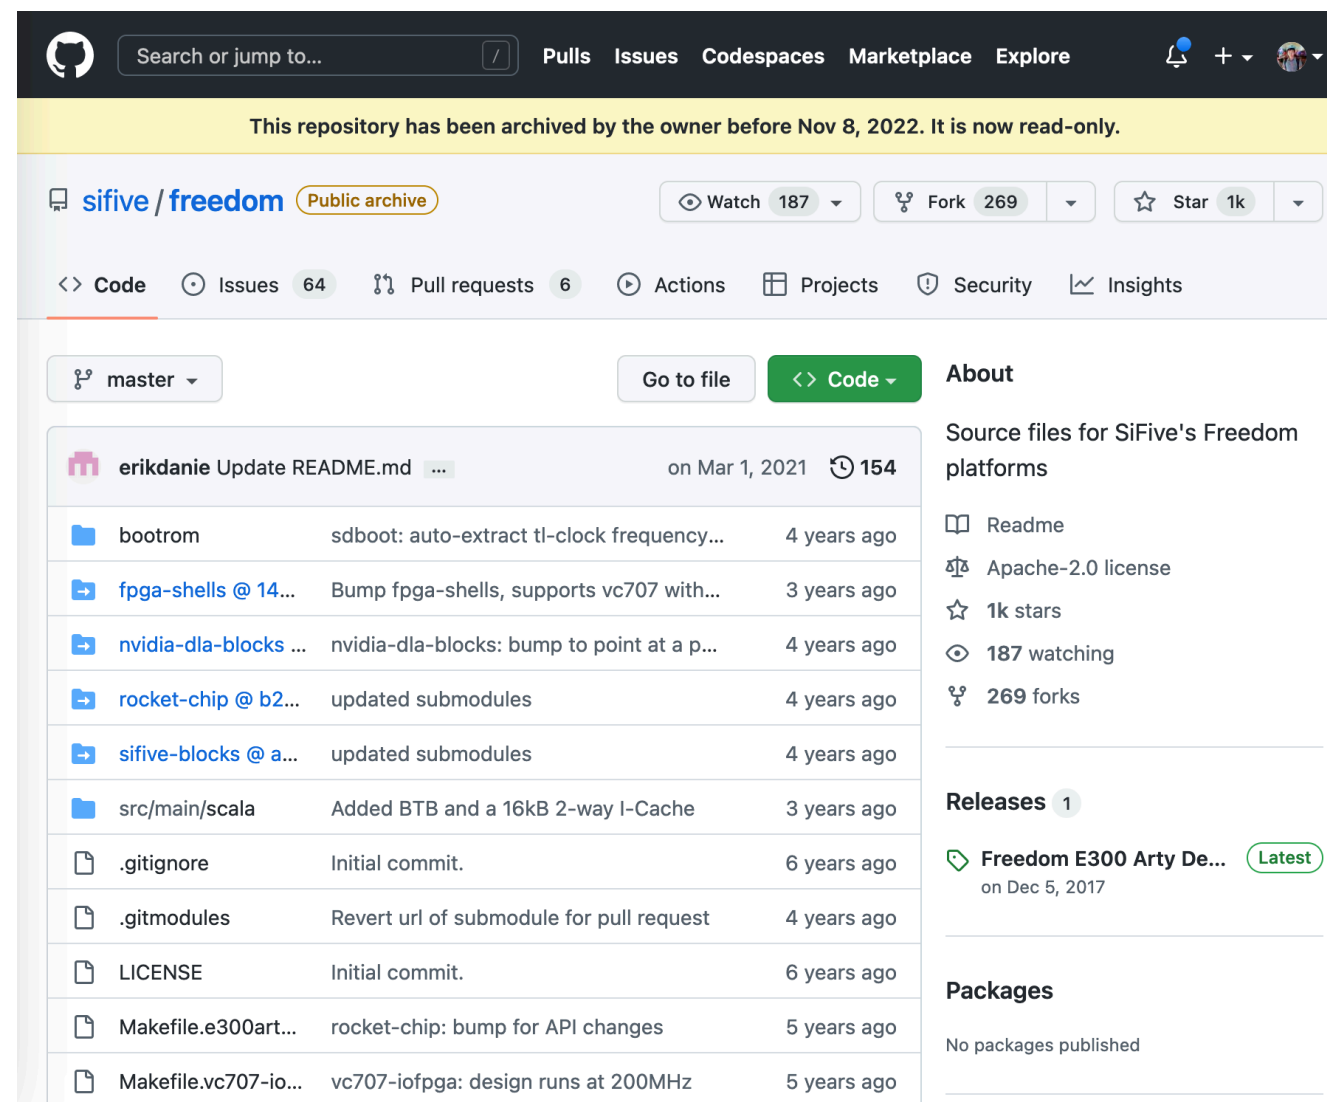 Search or jump to... / Pulls Issues Codespaces Marketplace Explore
This repository has been archived by the owner before Nov 8, 2022. It is now read-only.
sifive / freedom Public archive Watch 187 Fork 269 Star 1k
Code Issues 64 Pull requests 6 Actions Projects Security Insights
master Go to file Code
erikdanie Update README.md ... on Mar 1, 2021 154
bootrom sdboot: auto-extract tl-clock frequency... 4 years ago
fpga-shells @ 14... Bump fpga-shells, supports vc707 with... 3 years ago
nvidia-dla-blocks ... nvidia-dla-blocks: bump to point at a p... 4 years ago
rocket-chip @ b2... updated submodules 4 years ago
sifive-blocks @ a... updated submodules 4 years ago
src/main/scala Added BTB and a 16kB 2-way I-Cache 3 years ago
.gitignore Initial commit. 6 years ago
.gitmodules Revert url of submodule for pull request 4 years ago
LICENSE Initial commit. 6 years ago
Makefile.e300art... rocket-chip: bump for API changes 5 years ago
Makefile.vc707-io... vc707-iofpga: design runs at 200MHz 5 years ago
About
Source files for SiFive's Freedom
platforms
Readme
Apache-2.0 license
1k stars
187 watching
269 forks
Releases 1
Freedom E300 Arty De... Latest
on Dec 5, 2017
Packages
No packages published